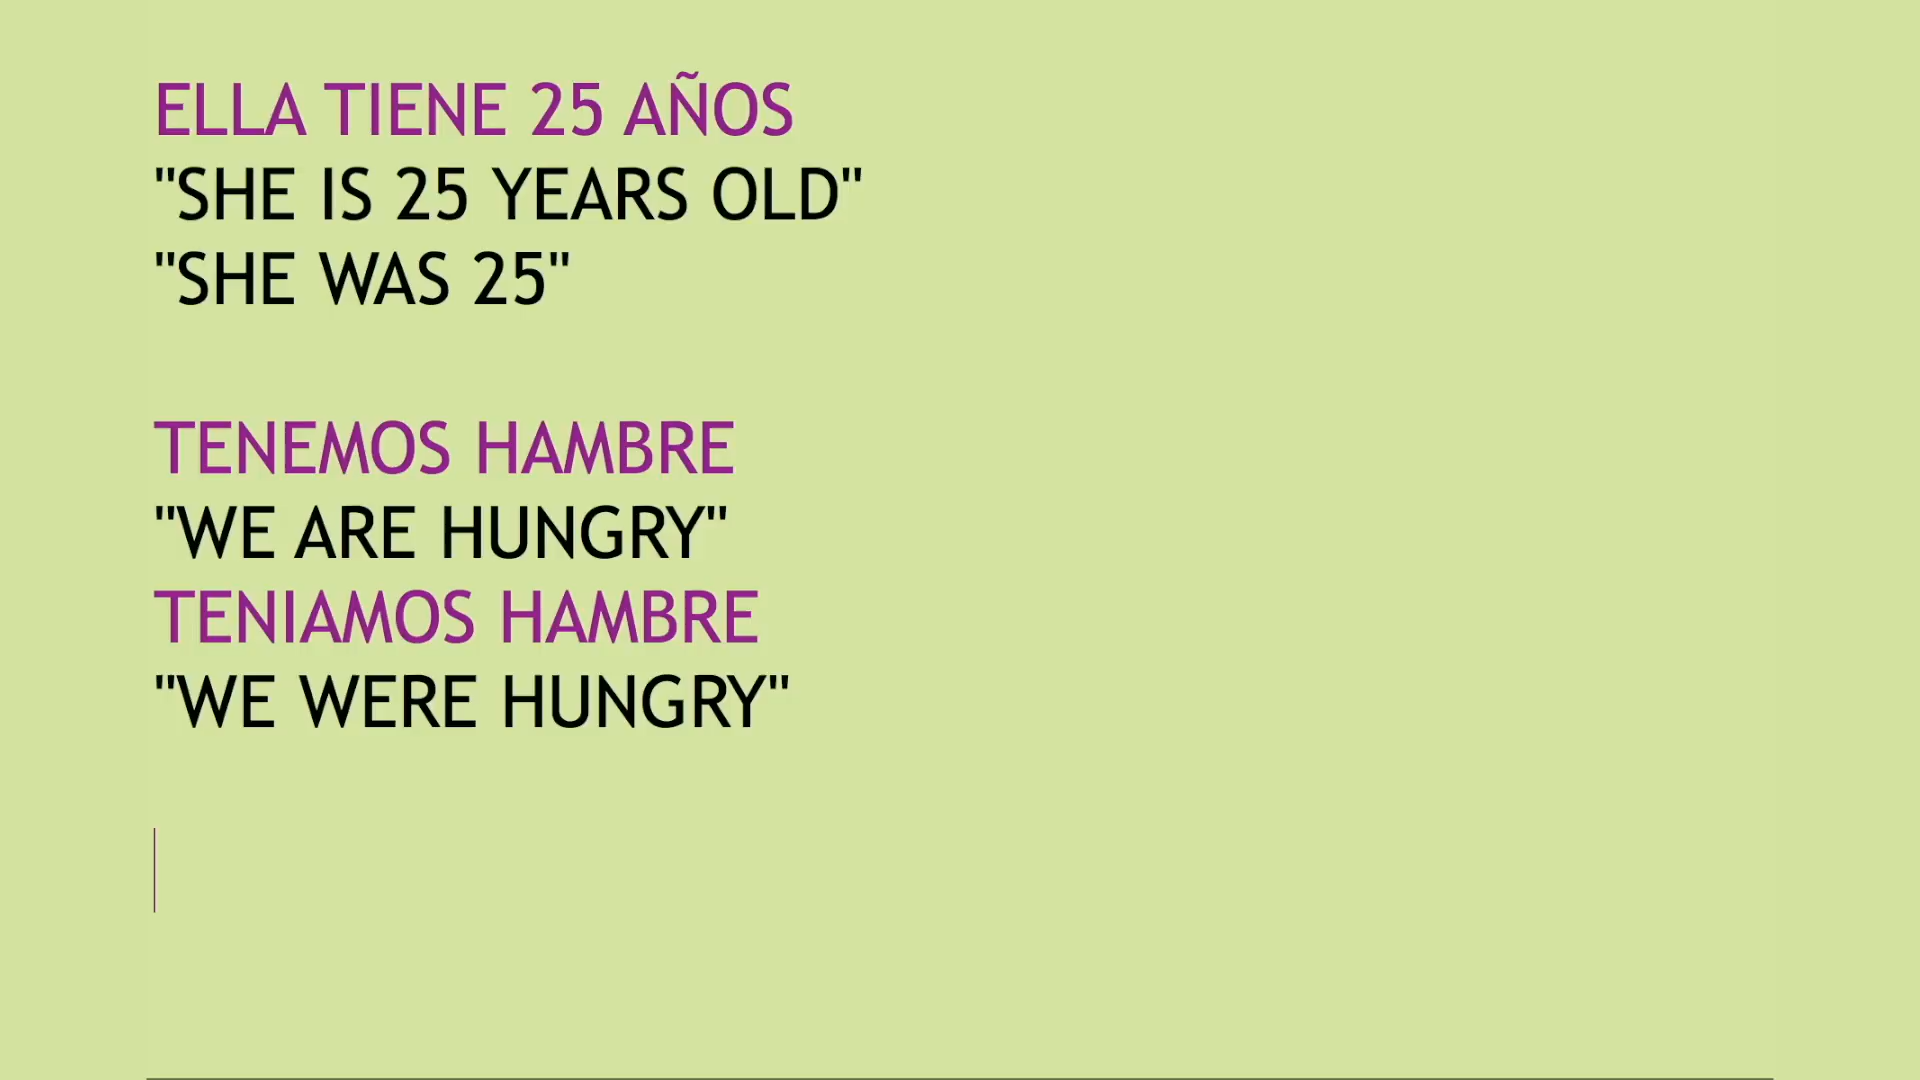 ELLA TIENE 25 AÑOS
"SHE IS 25 YEARS OLD"
"SHE WAS 25"
TENEMOS HAMBRE
"WE ARE HUNGRY"
TENIAMOS HAMBRE
"WE WERE HUNGRY"